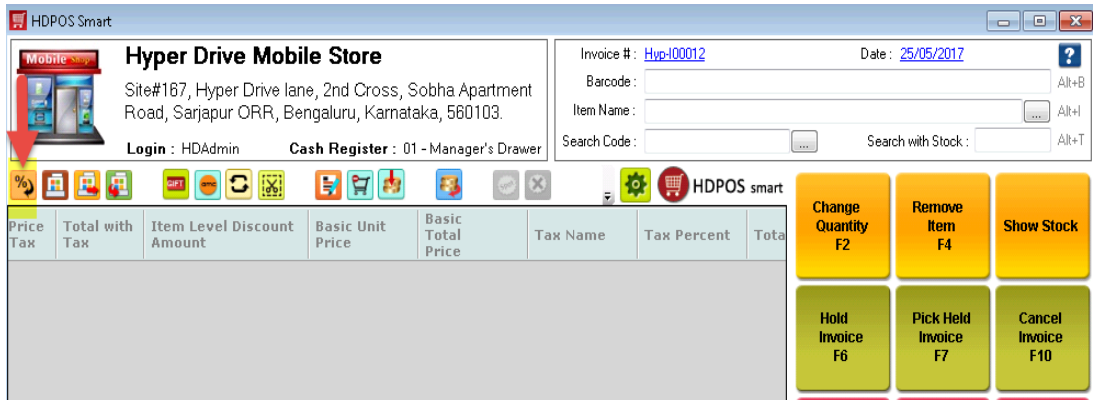 HDPOS Smart
Mobile Shop
Hyper Drive Mobile Store
Site#167, Hyper Drive lane, 2nd Cross, Sobha Apartment
Road, Sarjapur ORR, Bengaluru, Karnataka, 560103.
Login : HDAdmin Cash Register : 01 - Manager's Drawer
Invoice # : Hyp-I00012 Date : 25/05/2017 ?
Barcode : Alt+B
Item Name : ... Alt+I
Search Code : ... Search with Stock : Alt+T
% GIFT amc HDPOS smart
Price Tax
Total with Tax
Item Level Discount Amount
Basic Unit Price
Basic Total Price
Tax Name
Tax Percent
Tota
Change
Quantity
F2
Remove
Item
F4
Show Stock
Hold
Invoice
F6
Pick Held
Invoice
F7
Cancel
Invoice
F10